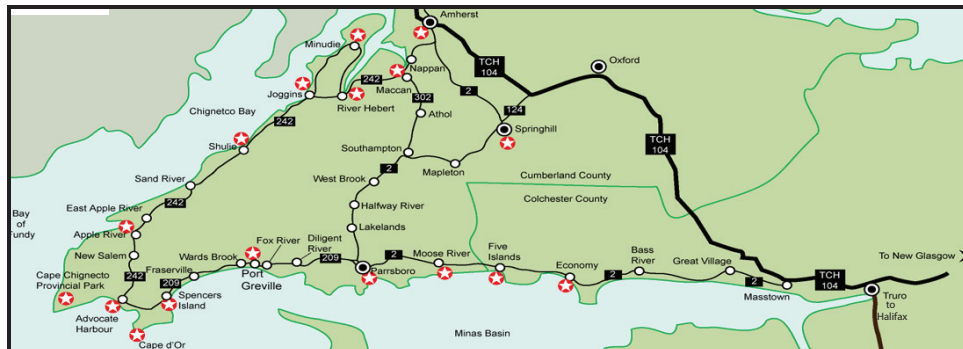 Amherst
Minudie
Nappan
TCH
104
Oxford
242
Maccan
Joggins
River Hebert
302
2
124
Chignecto Bay
Athol
242
Springhill
TCH
104
Shulie
Southampton
2
Mapleton
Sand River
West Brook
Cumberland County
242
Colchester County
Bay
of
Fundy
East Apple River
Halfway River
Apple River
Lakelands
New Salem
Wards Brook
Fox River
Diligent
River
Moose River
Five
Islands
Bass
River
Great Village
To New Glasgow
Cape Chignecto
Provincial Park
242
Fraserville
209
Port
Greville
209
Parrsboro
2
Economy
2
2
Masstown
TCH
104
Spencers
Island
Advocate
Harbour
Truro
to
Halifax
Cape d'Or
Minas Basin